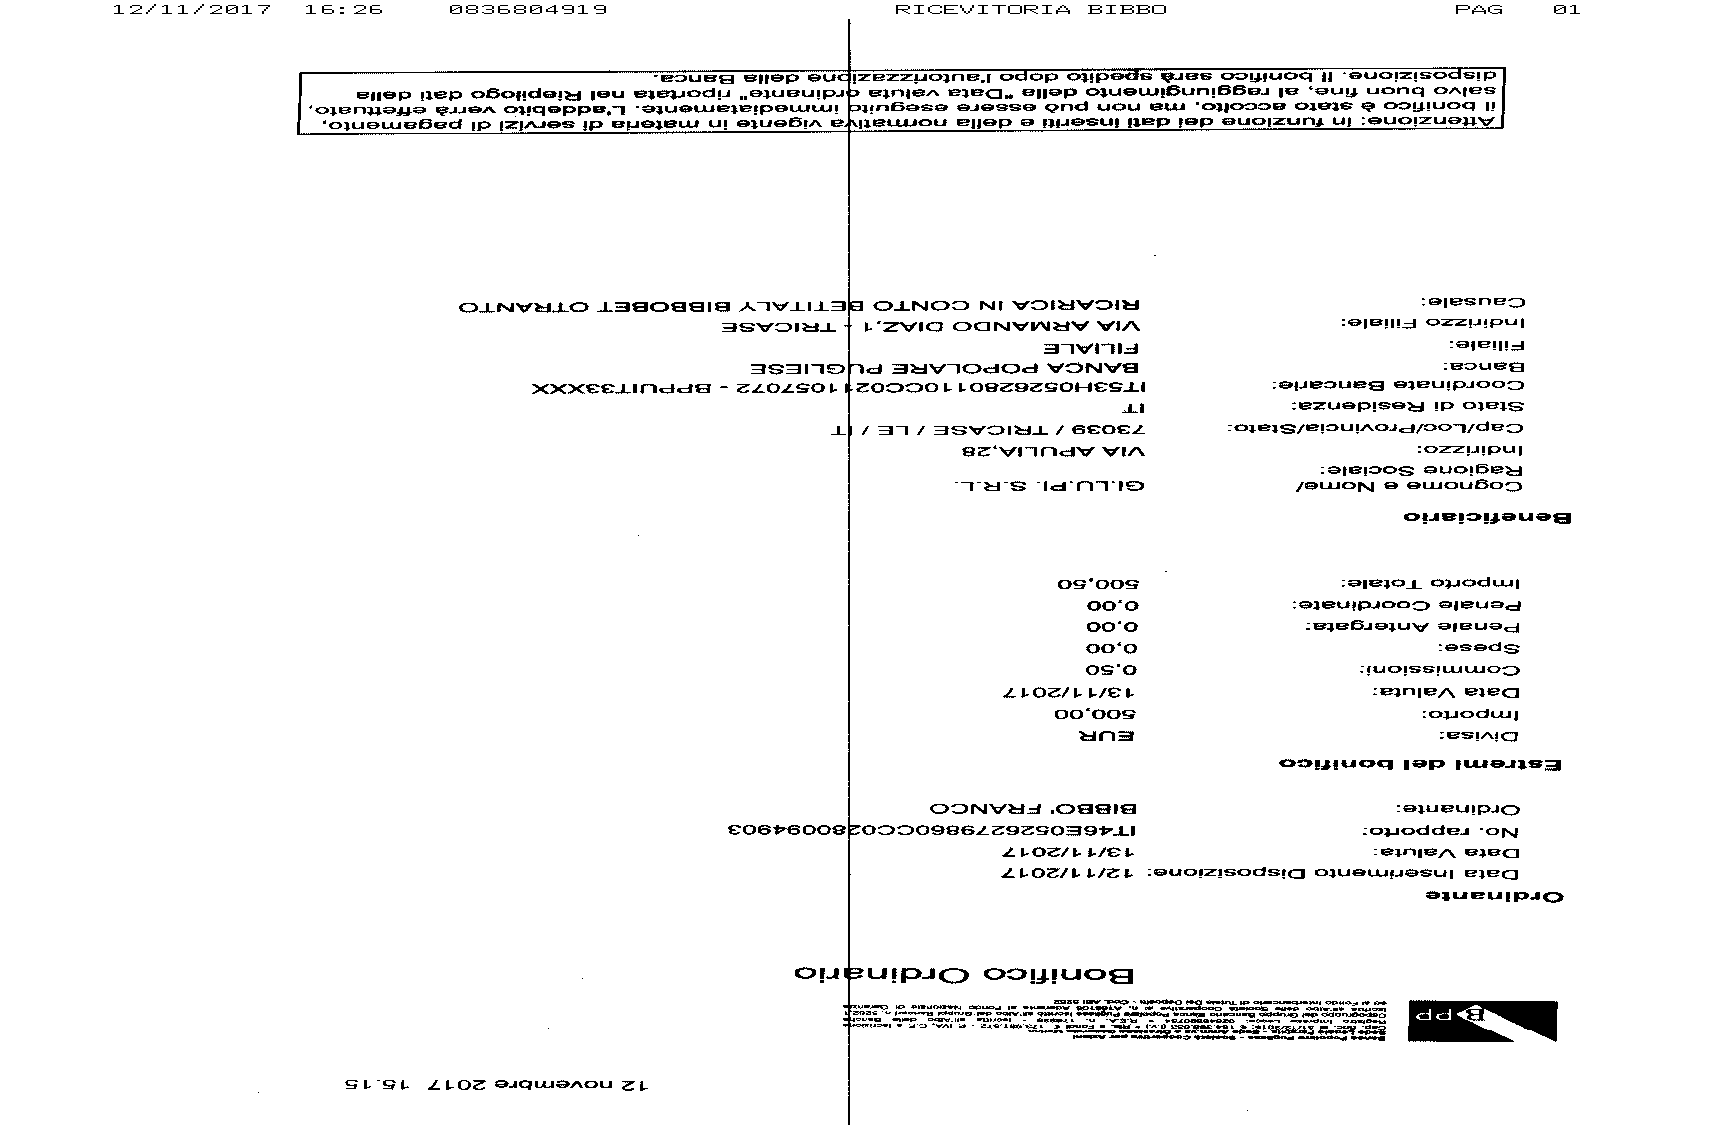 12/11/2017 16:26 0836804919 RICEVITORIA BIBBO PAG 01
12 novembre 2017 15.15
BPP
Banca Popolare Pugliese - Società Cooperativa per Azioni
Bonifico Ordinario
Ordinante
Data Inserimento Disposizione: 12/11/2017
Data Valuta: 13/11/2017
No. rapporto: IT46E0526279860CC0280094903
Ordinante: BIBBO' FRANCO
Estremi del bonifico
Divisa: EUR
Importo: 500,00
Data Valuta: 13/11/2017
Commissioni: 0,50
Spese: 0,00
Penale Antergata: 0,00
Penale Coordinate: 0,00
Importo Totale: 500,50
Beneficiario
Cognome e Nome/
Ragione Sociale: GI.LU.PI. S.R.L.
Indirizzo: VIA APULIA,28
Cap/Loc/Provincia/Stato: 73039 / TRICASE / LE / IT
Stato di Residenza: IT
Coordinate Bancarie: IT53H0526280110CC0211057072 - BPPUIT33XXX
Banca: BANCA POPOLARE PUGLIESE
Filiale: FILIALE
Indirizzo Filiale: VIA ARMANDO DIAZ,1 - TRICASE
Causale: RICARICA IN CONTO BETITALY BIBBOBET OTRANTO
Attenzione: in funzione dei dati inseriti e della normativa vigente in materia di servizi di pagamento,
il bonifico è stato accolto, ma non può essere eseguito immediatamente. L'addebito verrà effettuato,
salvo buon fine, al raggiungimento della "Data valuta ordinante" riportata nel Riepilogo dati della
disposizione. Il bonifico sarà spedito dopo l'autorizzazione della Banca.